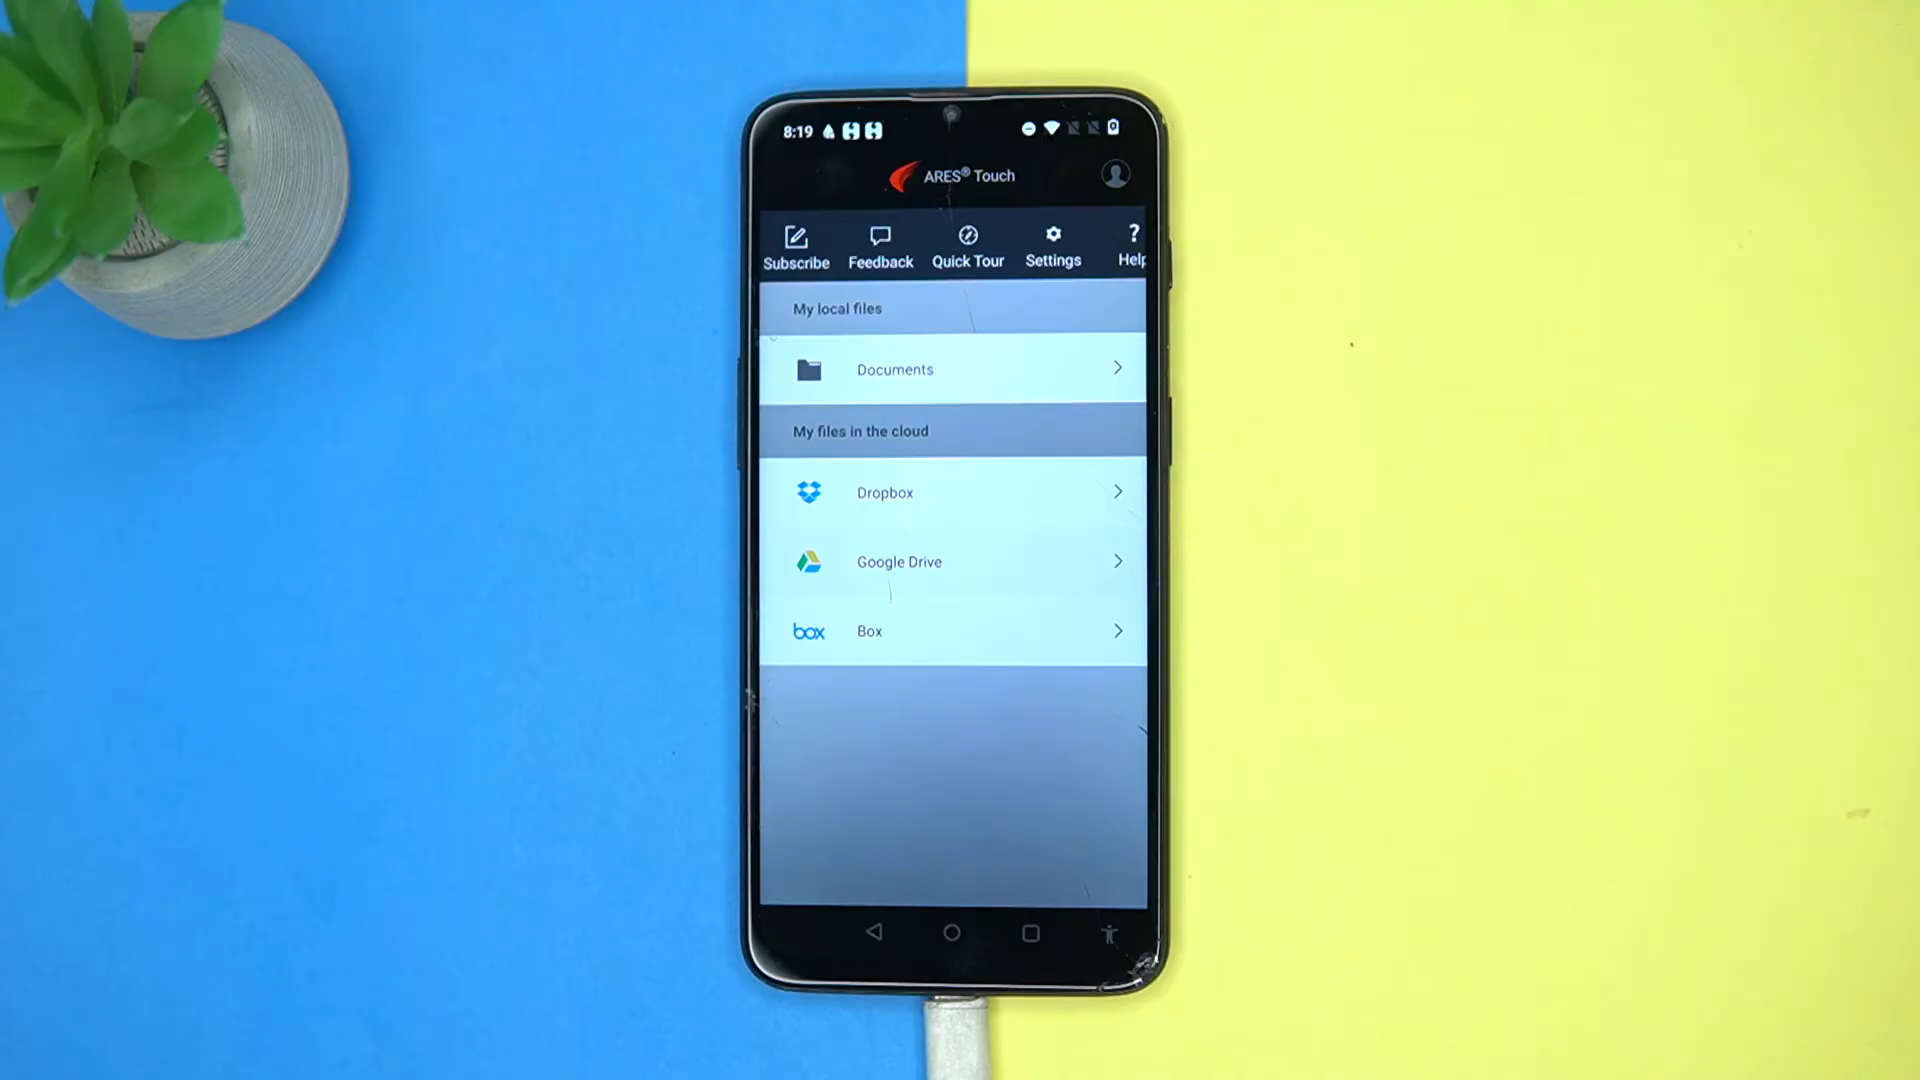 8:19
ARES® Touch
Subscribe Feedback Quick Tour Settings Help
My local files
Documents
My files in the cloud
Dropbox
Google Drive
box Box